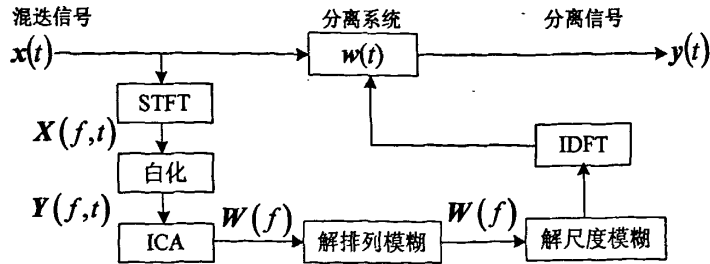 混迭信号
分离系统
分离信号
x(t)
w(t)
y(t)
STFT
X(f,t)
白化
IDFT
Y(f,t)
W(f)
W(f)
ICA
解排列模糊
解尺度模糊